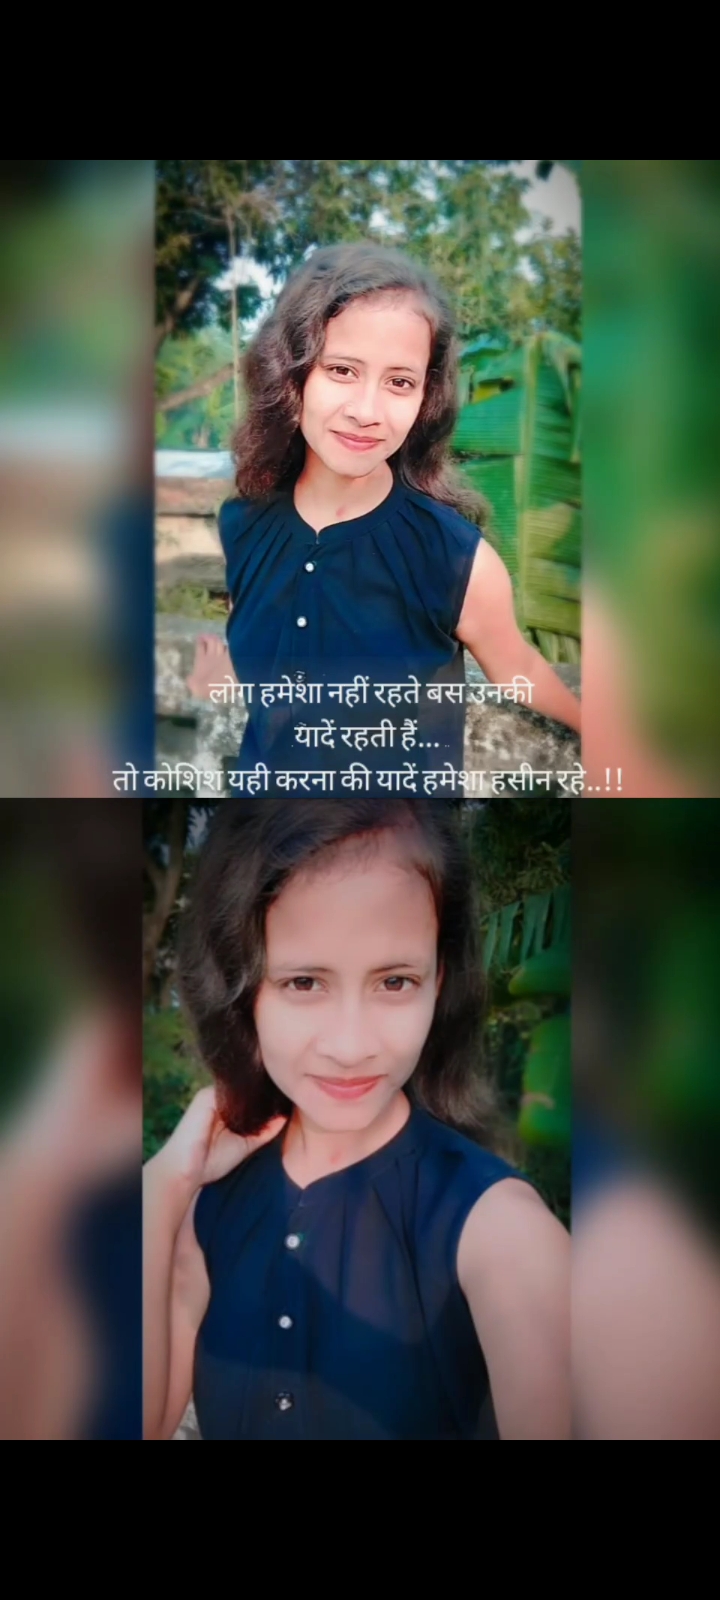 लोग हमेशा नहीं रहते बस उनकी
यादें रहती हैं...
तो कोशिश यही करना की यादें हमेशा हसीन रहे..!!